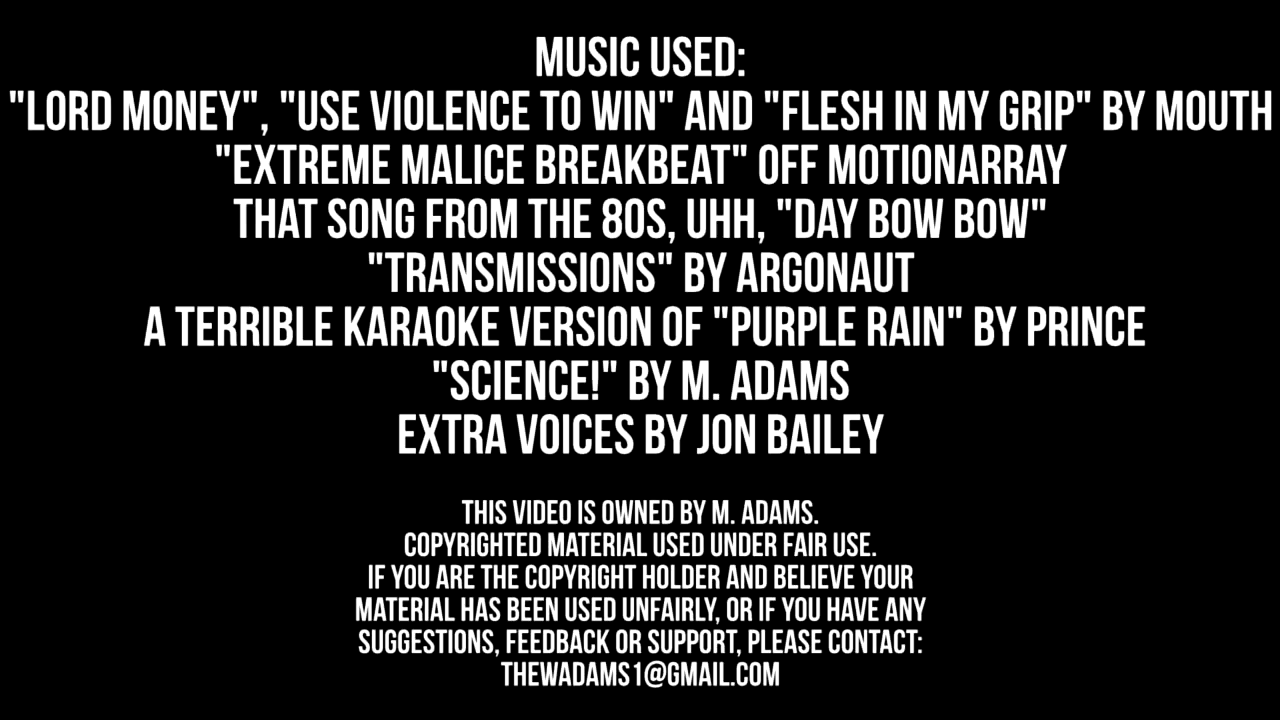 MUSIC USED:
"LORD MONEY", "USE VIOLENCE TO WIN" AND "FLESH IN MY GRIP" BY MOUTH
"EXTREME MALICE BREAKBEAT" OFF MOTIONARRAY
THAT SONG FROM THE 80S, UHH, "DAY BOW BOW"
"TRANSMISSIONS" BY ARGONAUT
A TERRIBLE KARAOKE VERSION OF "PURPLE RAIN" BY PRINCE
"SCIENCE!" BY M. ADAMS
EXTRA VOICES BY JON BAILEY
THIS VIDEO IS OWNED BY M. ADAMS.
COPYRIGHTED MATERIAL USED UNDER FAIR USE.
IF YOU ARE THE COPYRIGHT HOLDER AND BELIEVE YOUR
MATERIAL HAS BEEN USED UNFAIRLY, OR IF YOU HAVE ANY
SUGGESTIONS, FEEDBACK OR SUPPORT, PLEASE CONTACT:
THEWADAMS1@GMAIL.COM